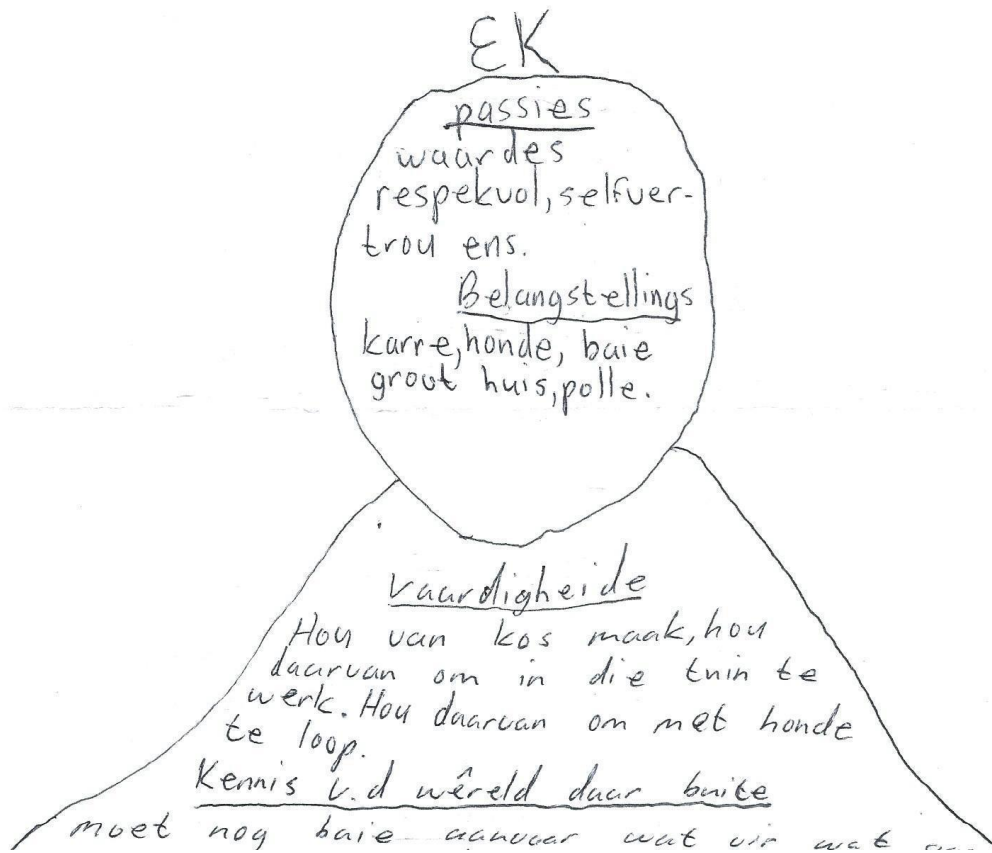 EK
passies
waardes
respekvol, selfver-
trou ens.
Belangstellings
karre, honde, baie
groot huis, polle.
Vaardigheide
Hou van kos maak, hou
daarvan om in die tuin te
werk. Hou daarvan om met honde
te loop.
Kennis v.d wêreld daar buite
moet nog baie aanvaar wat vir wat